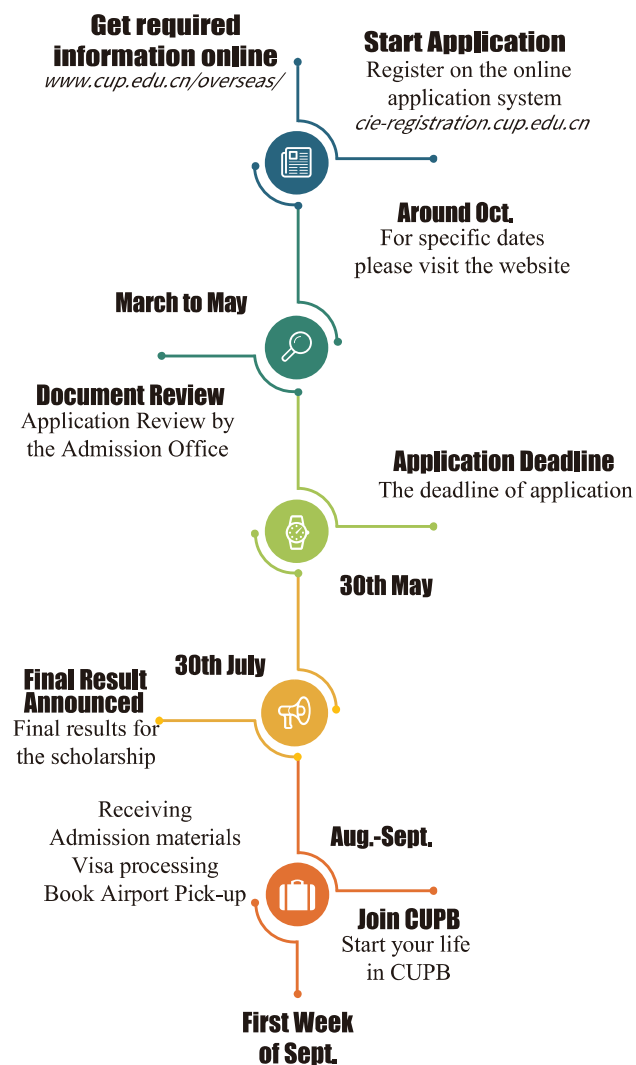 Get required
information online
www.cup.edu.cn/overseas/
Start Application
Register on the online
application system
cie-registration.cup.edu.cn
Around Oct.
For specific dates
please visit the website
March to May
Document Review
Application Review by
the Admission Office
Application Deadline
The deadline of application
30th May
30th July
Final Result
Announced
Final results for
the scholarship
Receiving
Admission materials
Visa processing
Book Airport Pick-up
Aug.-Sept.
Join CUPB
Start your life
in CUPB
First Week
of Sept.